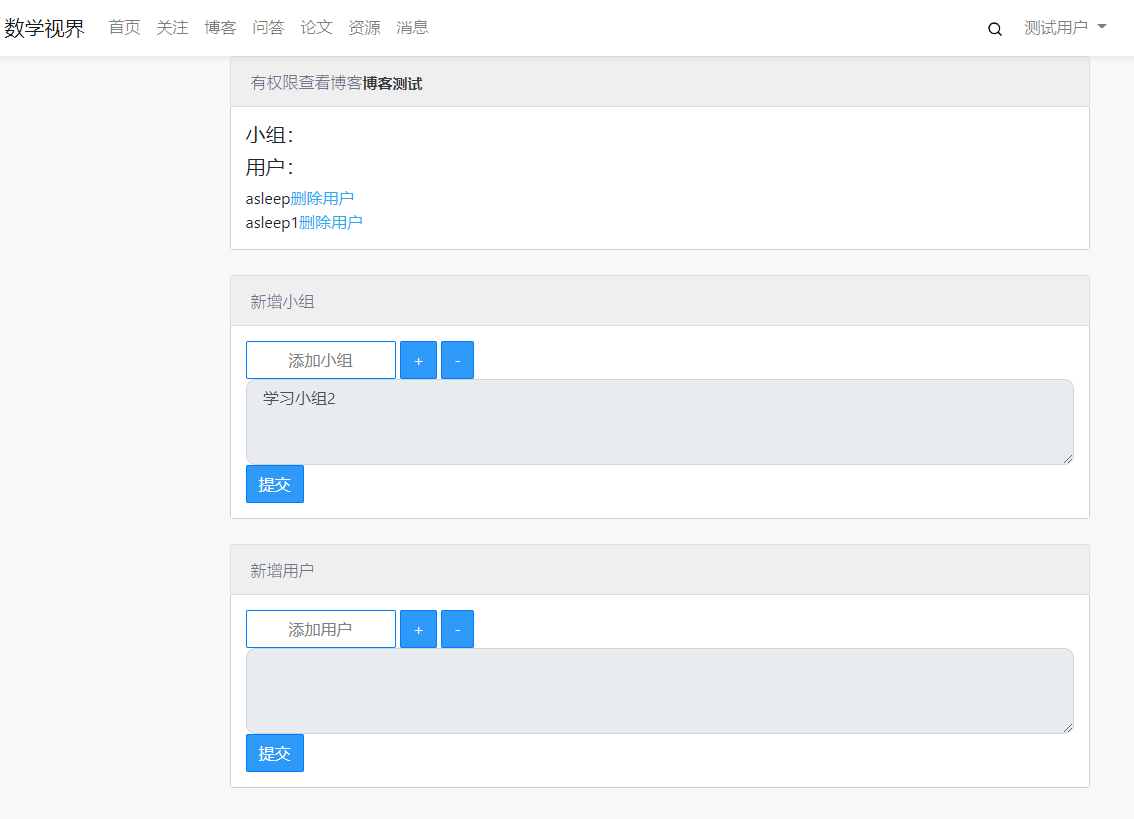 数学视界 首页 关注 博客 问答 论文 资源 消息 测试用户
有权限查看博客博客测试
小组：
用户：
asleep删除用户
asleep1删除用户
新增小组
添加小组 + -
学习小组2
提交
新增用户
添加用户 + -
提交